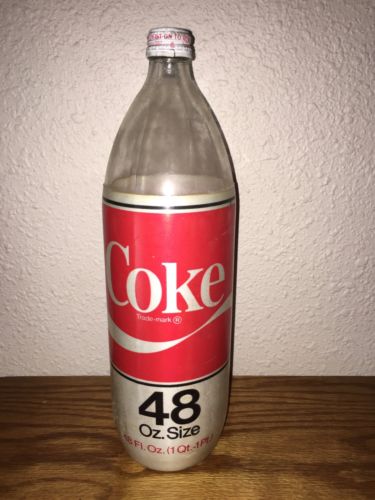 Coke
Trade-mark ®
48
Oz. Size
48 Fl. Oz. (1 Qt.-1 Pt.)